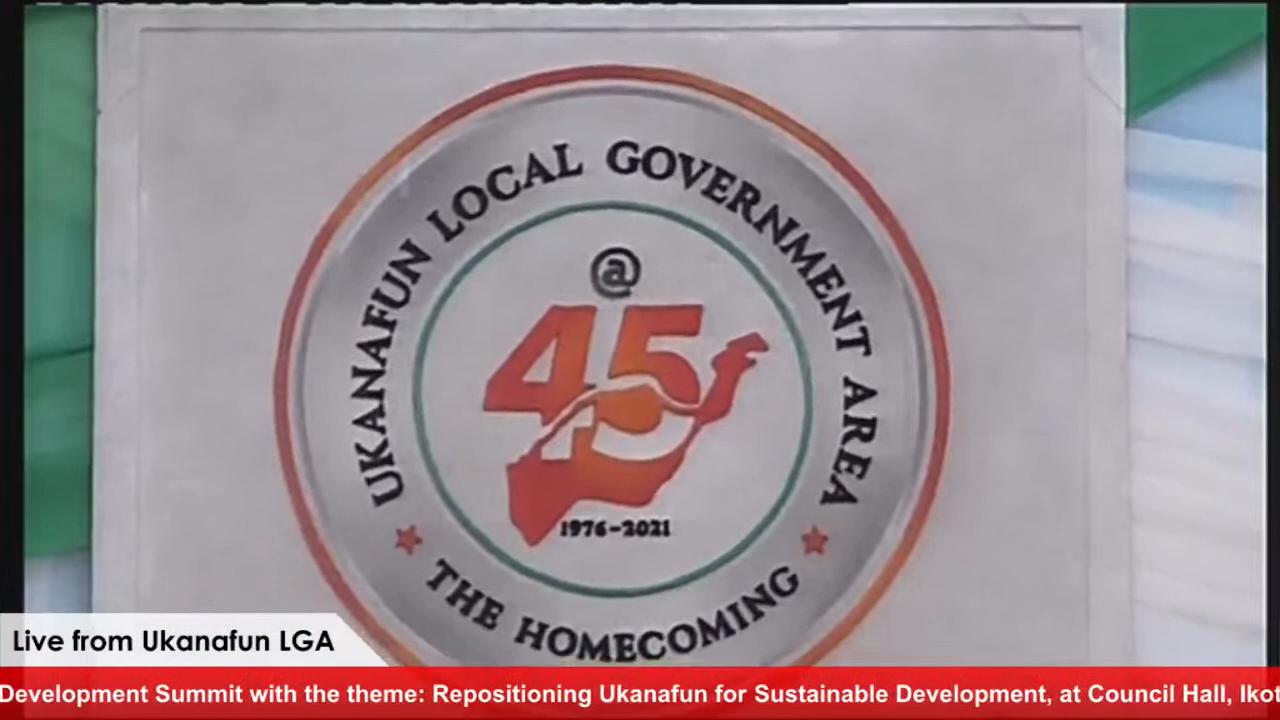 UKANAFUN LOCAL GOVERNMENT AREA
@
45
1976-2021
THE HOMECOMING
Live from Ukanafun LGA
Development Summit with the theme: Repositioning Ukanafun for Sustainable Development, at Council Hall, Ikot